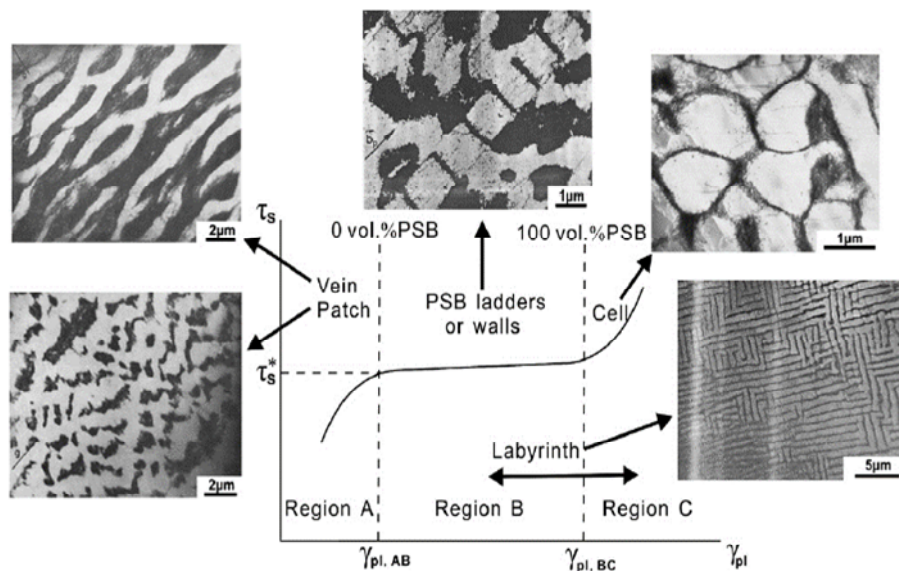 2μm
1μm
1μm
τs
0 vol.%PSB
100 vol.%PSB
Vein
Patch
PSB ladders
or walls
Cell
τs*
2μm
Labyrinth
5μm
Region A
Region B
Region C
γpl, AB
γpl, BC
γpl